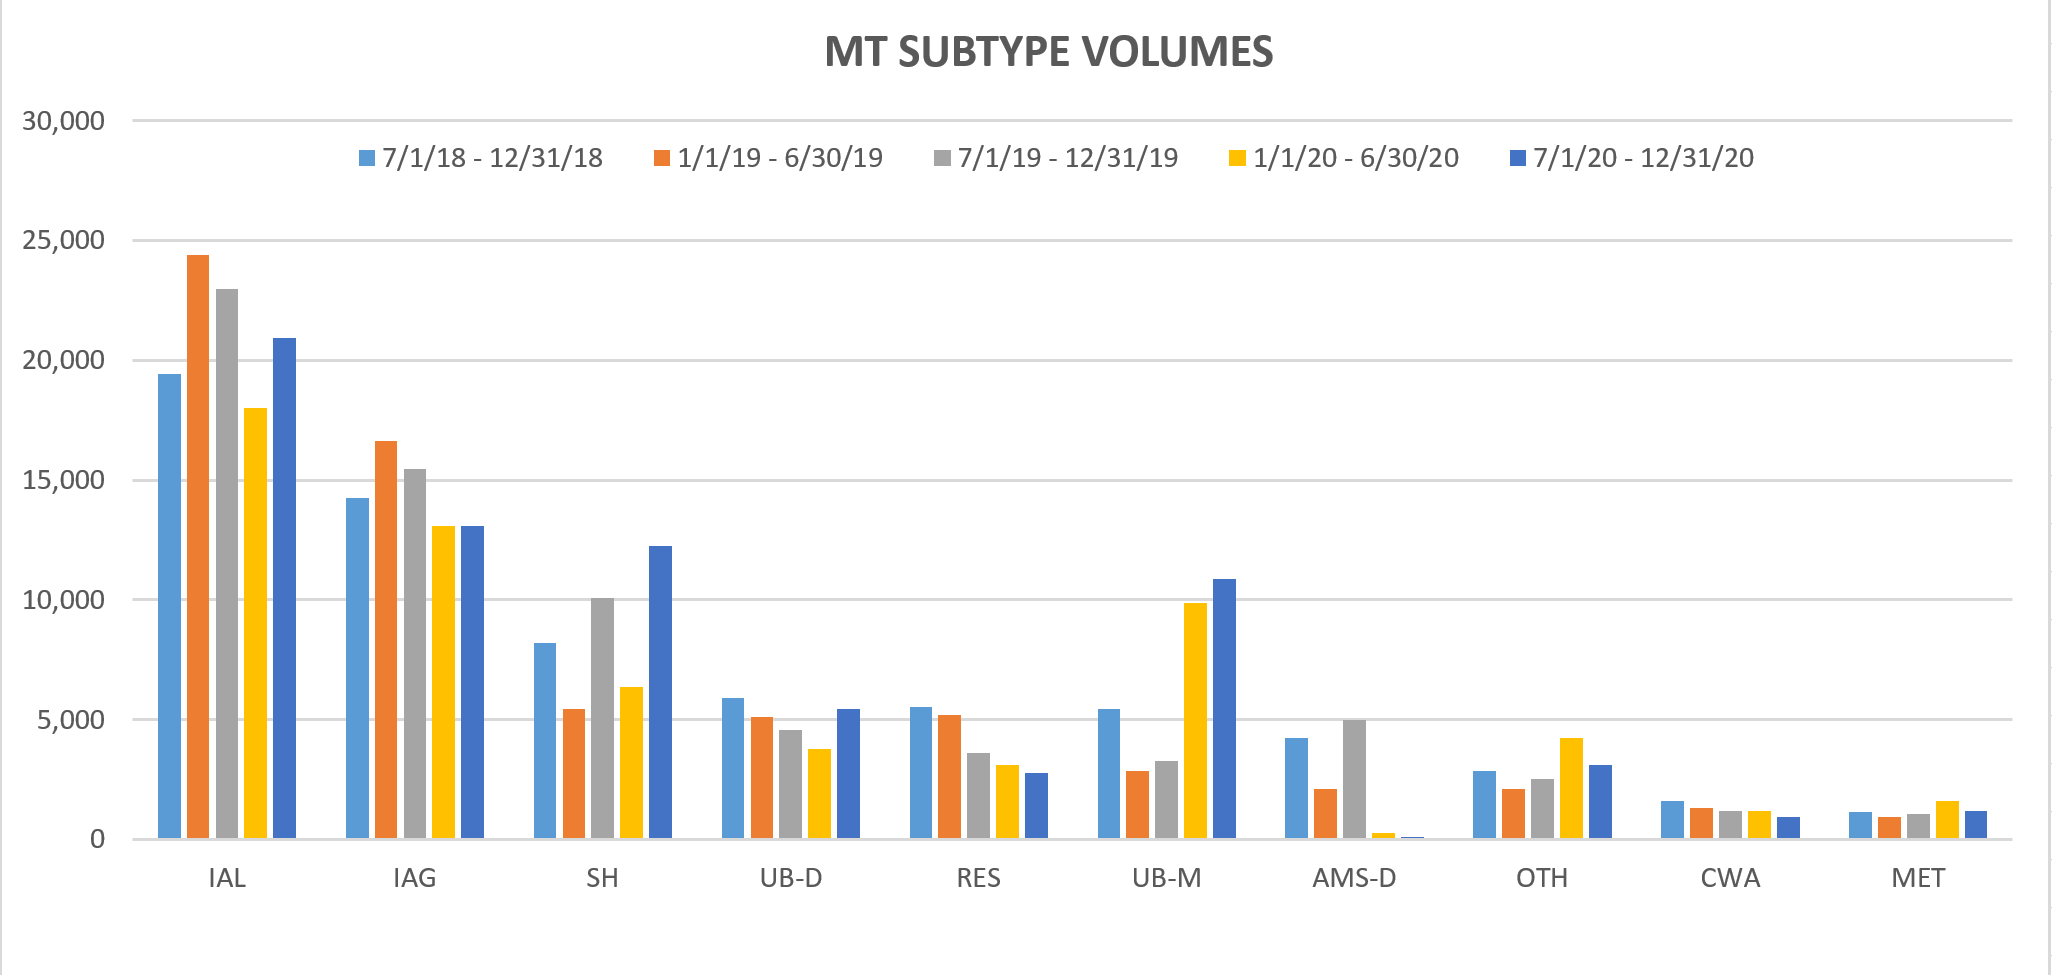 MT SUBTYPE VOLUMES
30,000
7/1/18 - 12/31/18 1/1/19 - 6/30/19 7/1/19 - 12/31/19 1/1/20 - 6/30/20 7/1/20 - 12/31/20
25,000
20,000
15,000
10,000
5,000
0
IAL IAG SH UB-D RES UB-M AMS-D OTH CWA MET